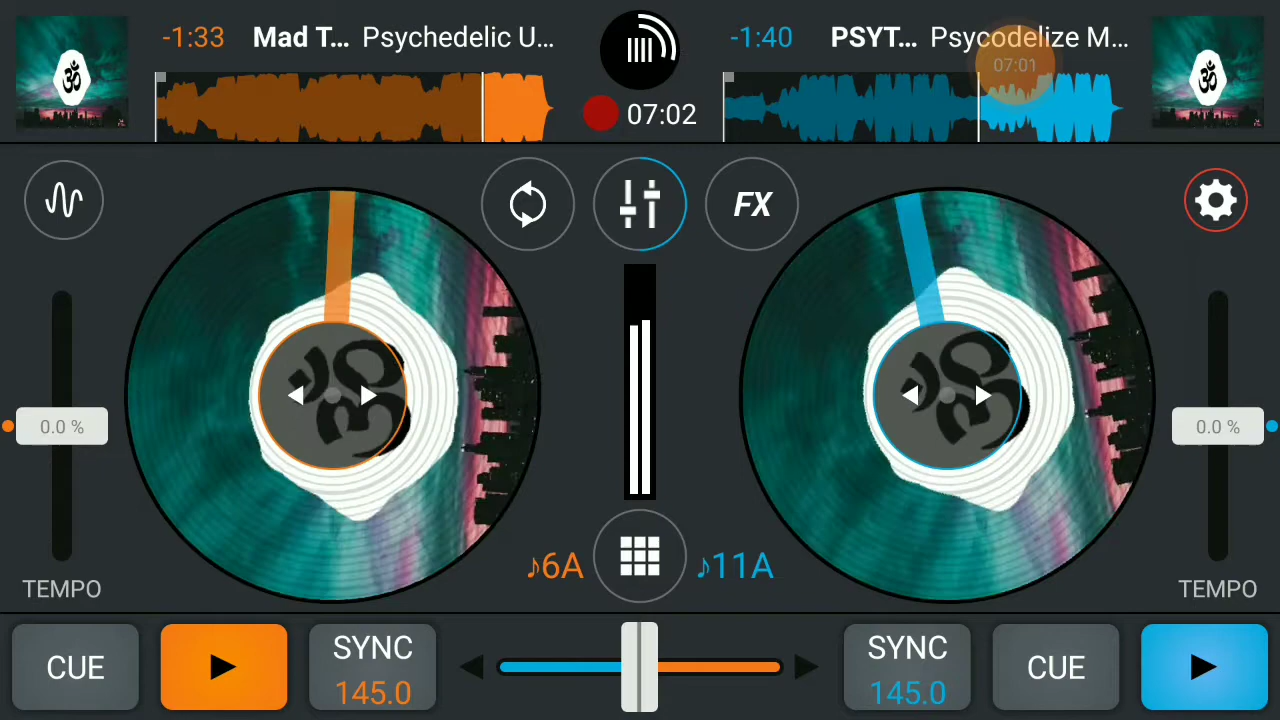 -1:33 Mad T... Psychedelic U...
-1:40 PSYT... Psycodelize M...
07:01
07:02
FX
0.0 %
0.0 %
TEMPO
♪6A
♪11A
TEMPO
CUE
SYNC
145.0
SYNC
145.0
CUE
ॐ
ॐ
ॐ
ॐ